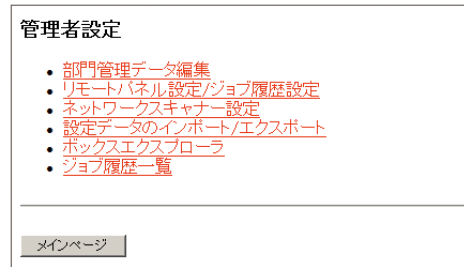 管理者設定
部門管理データ編集
リモートパネル設定/ジョブ履歴設定
ネットワークスキャナー設定
設定データのインポート/エクスポート
ボックスエクスプローラ
ジョブ履歴一覧
メインページ